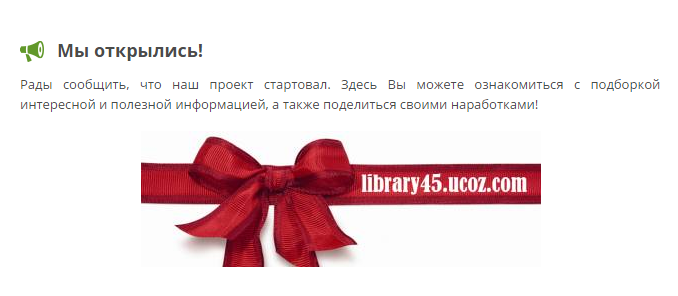 Мы открылись!
Рады сообщить, что наш проект стартовал. Здесь Вы можете ознакомиться с подборкой
интересной и полезной информацией, а также поделиться своими наработками!
library45.ucoz.com